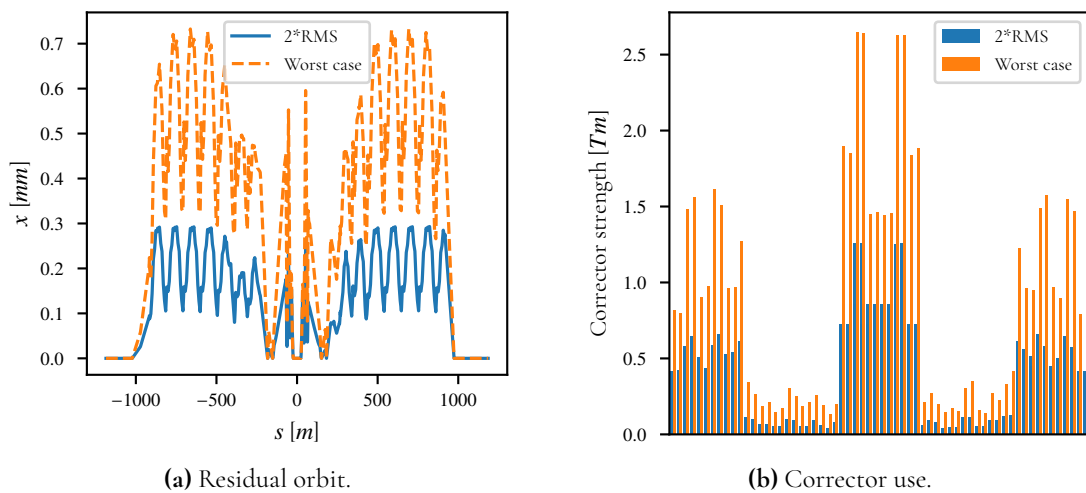 2*RMS
Worst case
0.7
0.6
0.5
0.4
0.3
0.2
0.1
0.0
x [mm]
−1000
−500
0
500
1000
s [m]
(a) Residual orbit.
2*RMS
Worst case
2.5
2.0
1.5
1.0
0.5
0.0
Corrector strength [Tm]
(b) Corrector use.